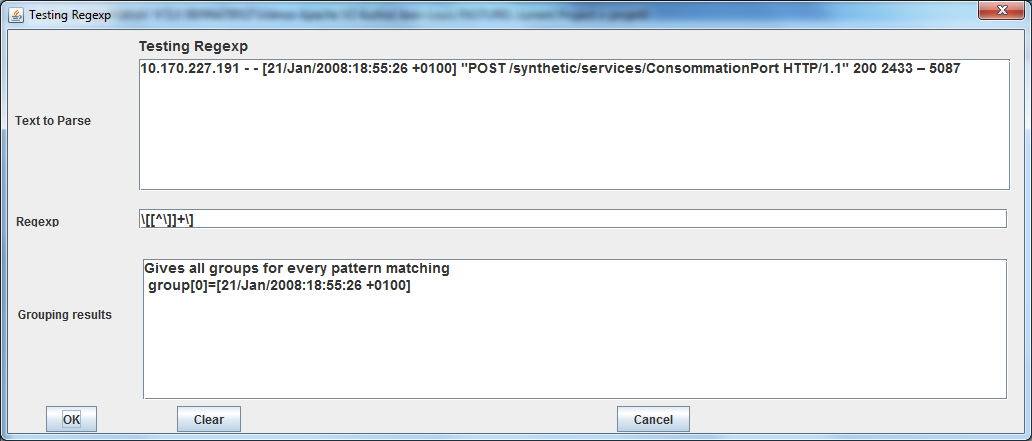 Testing Regexp
Testing Regexp
Text to Parse
10.170.227.191 - - [21/Jan/2008:18:55:26 +0100] "POST /synthetic/services/ConsommationPort HTTP/1.1" 200 2433 – 5087
Regexp
\[[^\]]+\]
Grouping results
Gives all groups for every pattern matching
group[0]=[21/Jan/2008:18:55:26 +0100]
OK
Clear
Cancel